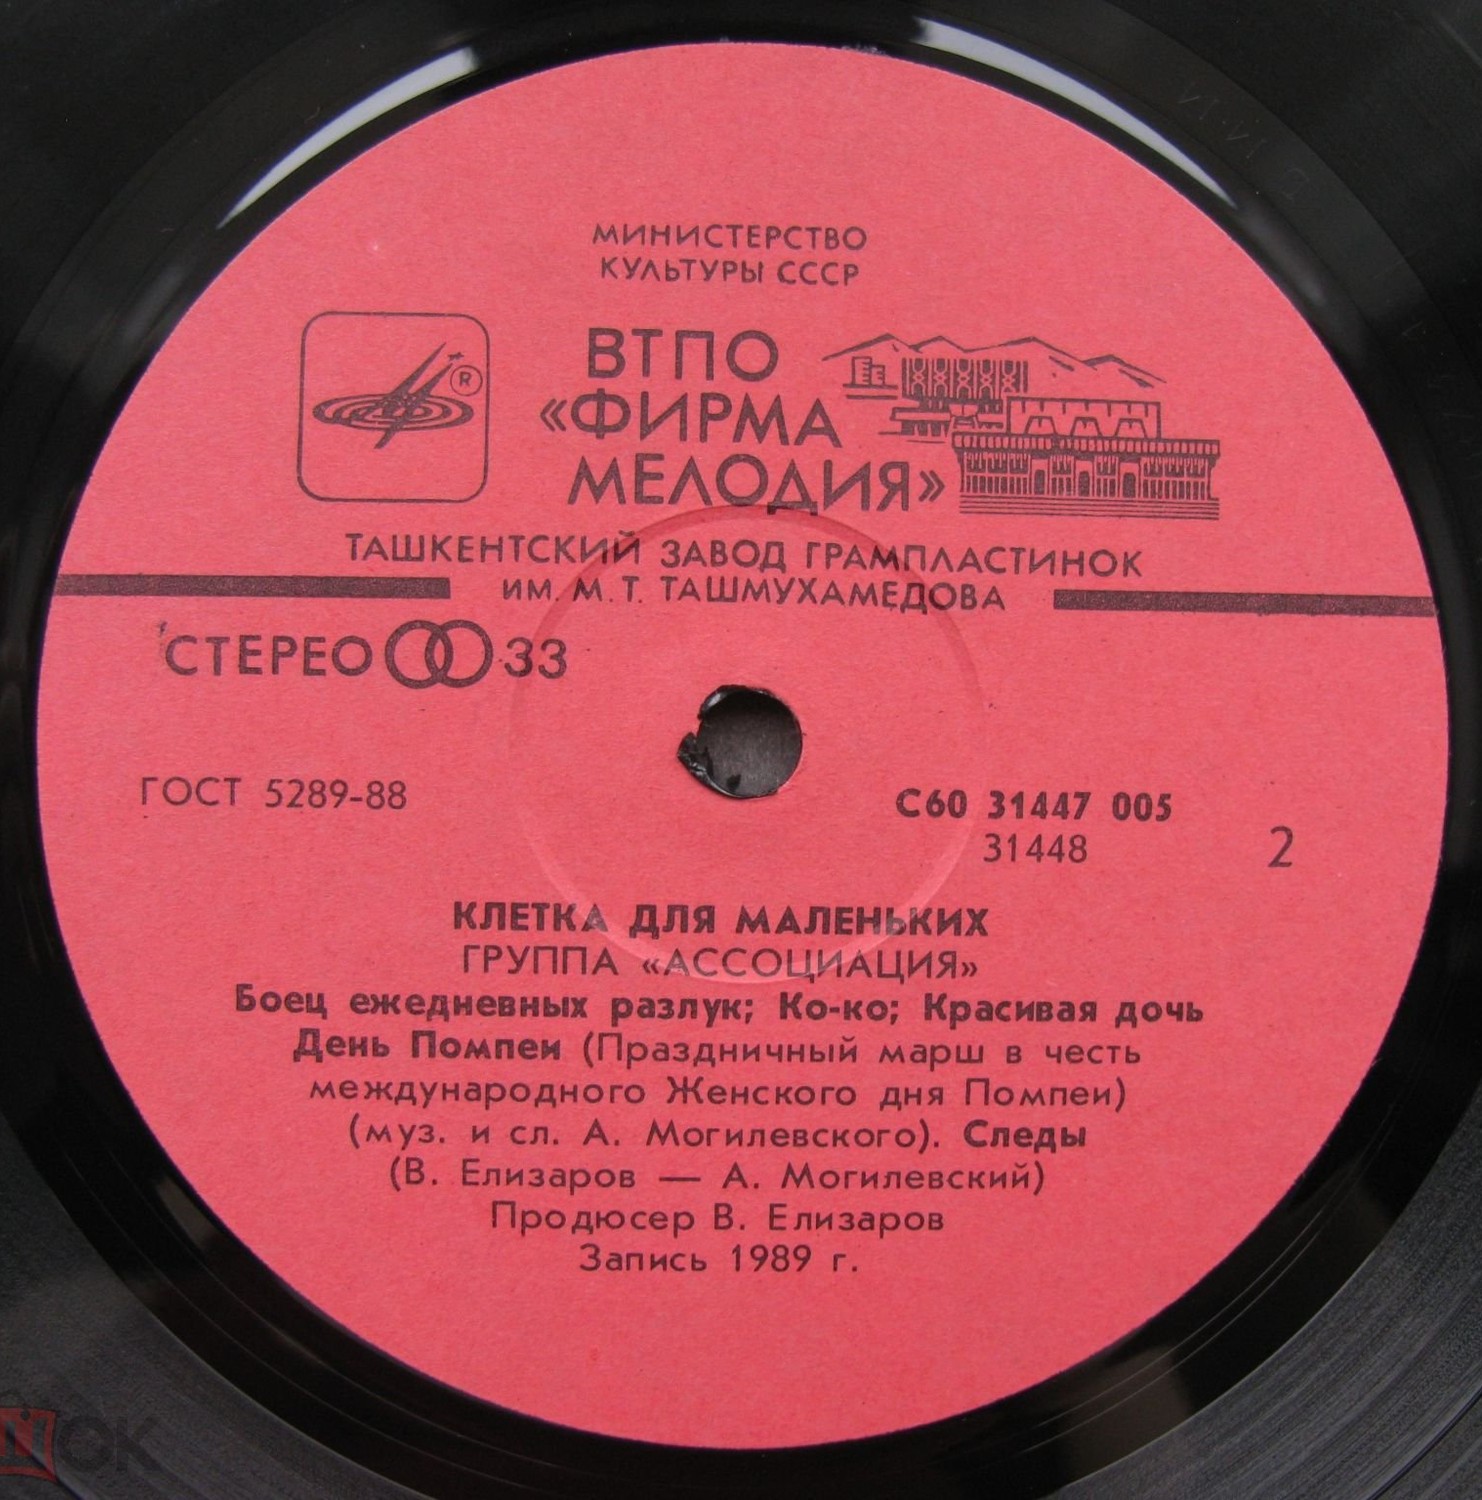 МИНИСТЕРСТВО
КУЛЬТУРЫ СССР
ВТПО
«ФИРМА
МЕЛОДИЯ»
®
ТАШКЕНТСКИЙ ЗАВОД ГРАМПЛАСТИНОК
ИМ. М. Т. ТАШМУХАМЕДОВА
СТЕРЕО 33
ГОСТ 5289-88
С60 31447 005
31448
2
КЛЕТКА ДЛЯ МАЛЕНЬКИХ
ГРУППА «АССОЦИАЦИЯ»
Боец ежедневных разлук; Ко-ко; Красивая дочь
День Помпеи (Праздничный марш в честь
международного Женского дня Помпеи)
(муз. и сл. А. Могилевского). Следы
(В. Елизаров — А. Могилевский)
Продюсер В. Елизаров
Запись 1989 г.